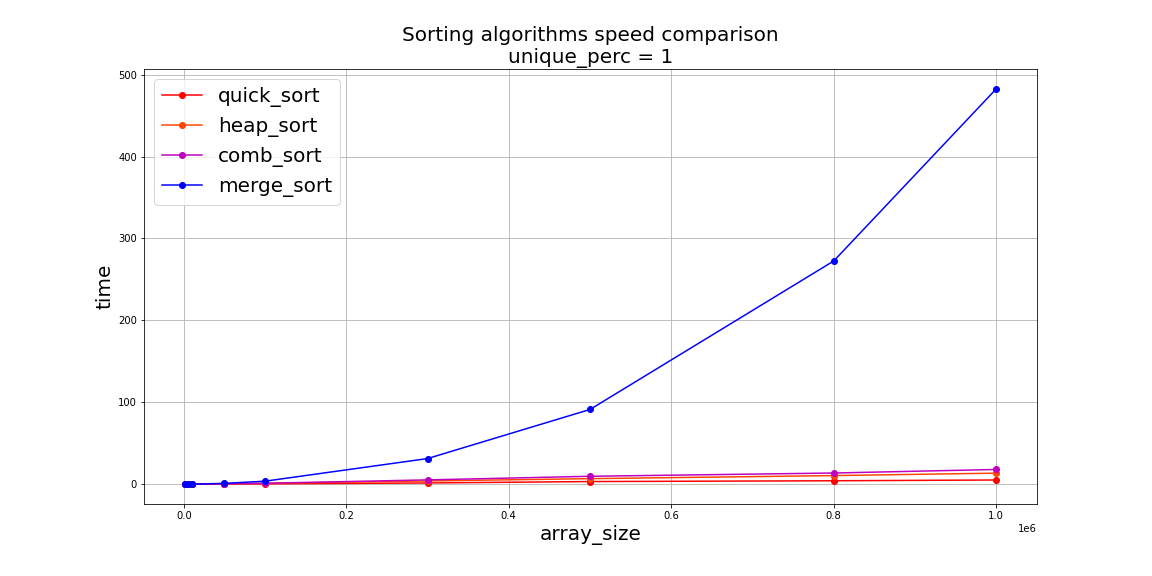 Sorting algorithms speed comparison
unique_perc = 1
quick_sort
heap_sort
comb_sort
merge_sort
time
500
400
300
200
100
0
0.0 0.2 0.4 0.6 0.8 1.0
1e6
array_size